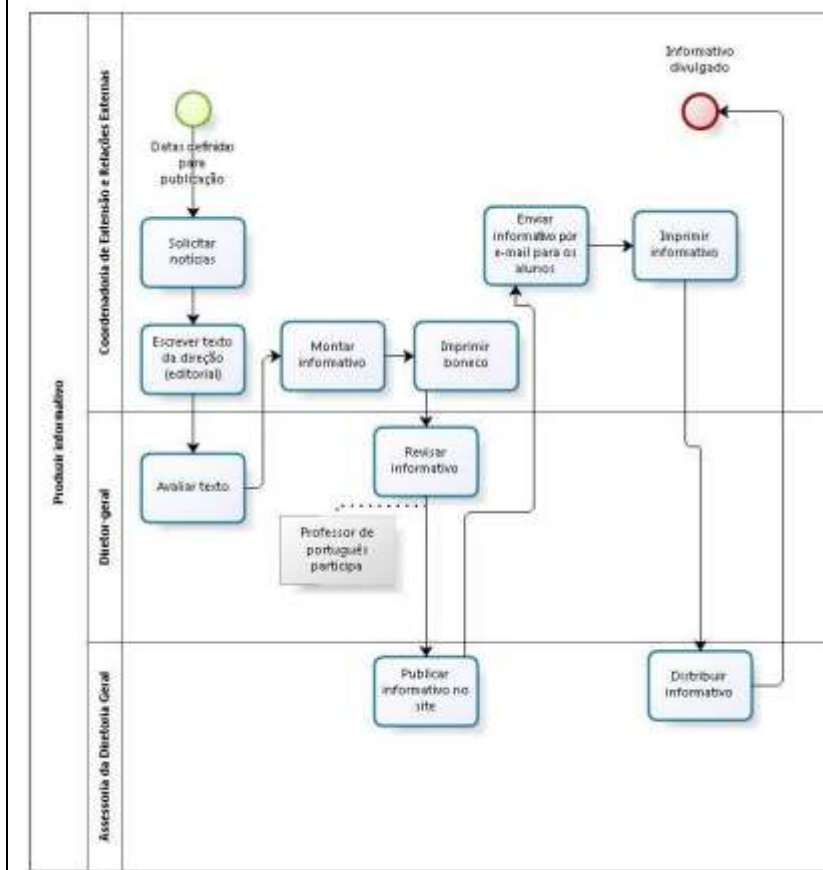 Produzir informativo
Coordenadoria de Extensão e Relações Externas
Datas definidas
para
publicação
Informativo
divulgado
Solicitar
notícias
Enviar
informativo por
e-mail para os
alunos
Imprimir
informativo
Escrever texto
da direção
(editorial)
Montar
informativo
Imprimir
boneco
Diretor-geral
Avaliar texto
Revisar
informativo
Professor de
português
participa
Assessoria da Diretoria Geral
Publicar
informativo no
site
Distribuir
informativo